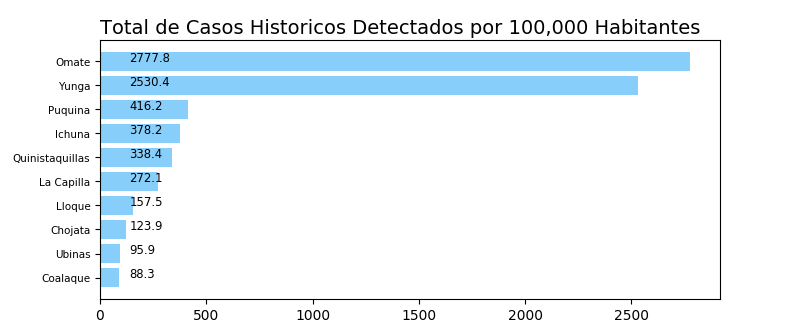 Total de Casos Historicos Detectados por 100,000 Habitantes
Omate 2777.8
Yunga 2530.4
Puquina 416.2
Ichuna 378.2
Quinistaquillas 338.4
La Capilla 272.1
Lloque 157.5
Chojata 123.9
Ubinas 95.9
Coalaque 88.3
0 500 1000 1500 2000 2500